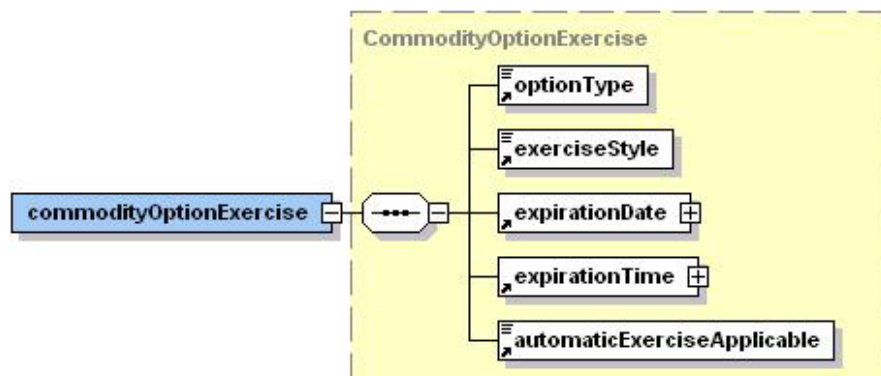 CommodityOptionExercise
optionType
exerciseStyle
commodityOptionExercise
expirationDate
expirationTime
automaticExerciseApplicable